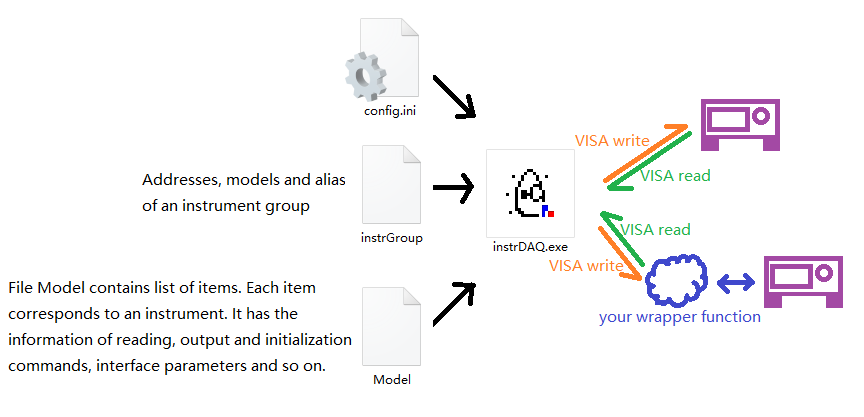 config.ini
VISA write
VISA read
Addresses, models and alias
of an instrument group
instrGroup
instrDAQ.exe
VISA read
VISA write
your wrapper function
File Model contains list of items. Each item
corresponds to an instrument. It has the
information of reading, output and initialization
commands, interface parameters and so on.
Model